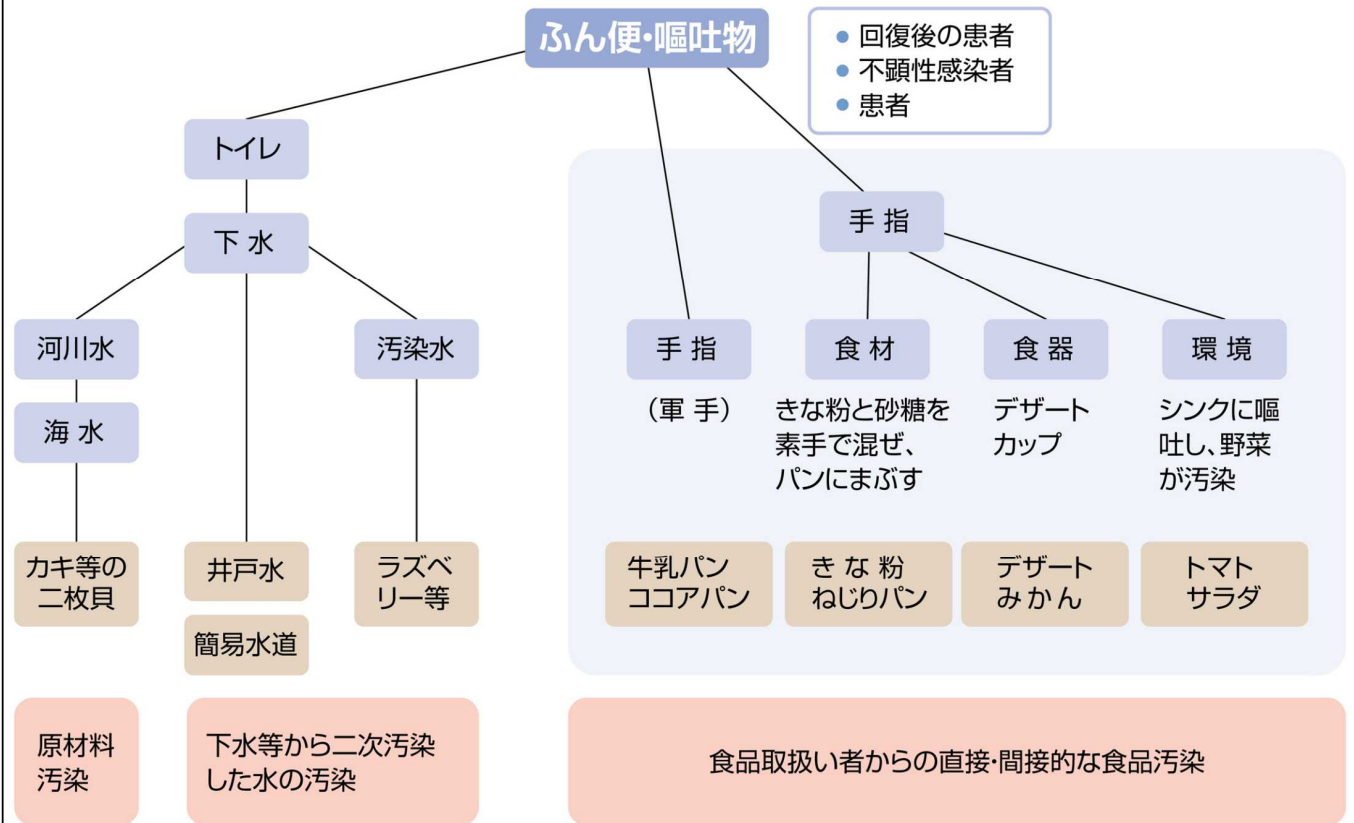 ふん便・嘔吐物
● 回復後の患者
● 不顕性感染者
● 患者
トイレ
下 水
河川水
海 水
汚染水
手 指
手 指
(軍 手)
食 材
きな粉と砂糖を
素手で混ぜ、
パンにまぶす
食 器
デザート
カップ
環 境
シンクに嘔
吐し、野菜
が汚染
カキ等の
二枚貝
井戸水
簡易水道
ラズベ
リー等
牛乳パン
ココアパン
き な 粉
ねじりパン
デザート
み か ん
トマト
サラダ
原材料
汚染
下水等から二次汚染
した水の汚染
食品取扱い者からの直接・間接的な食品汚染